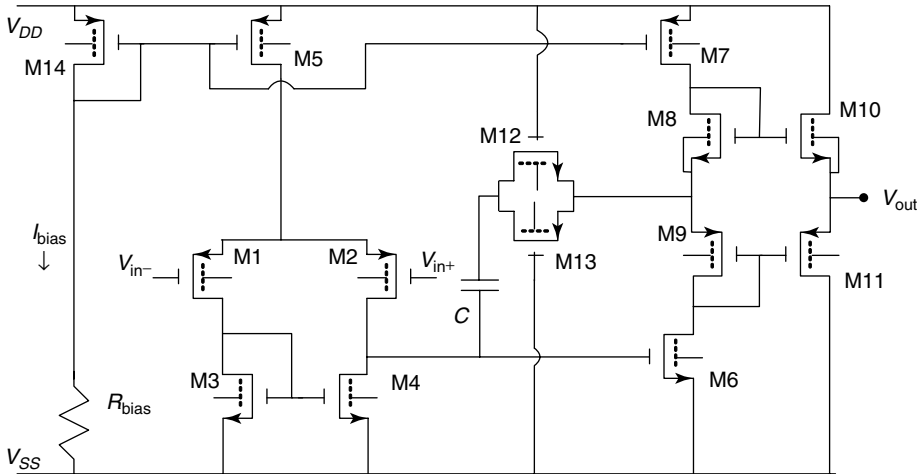 V_DD
M14
M5
M7
M8
M10
M12
I_bias
↓
V_in−
M1
M2
V_in+
M13
M9
V_out
M11
C
M3
M4
M6
R_bias
V_SS